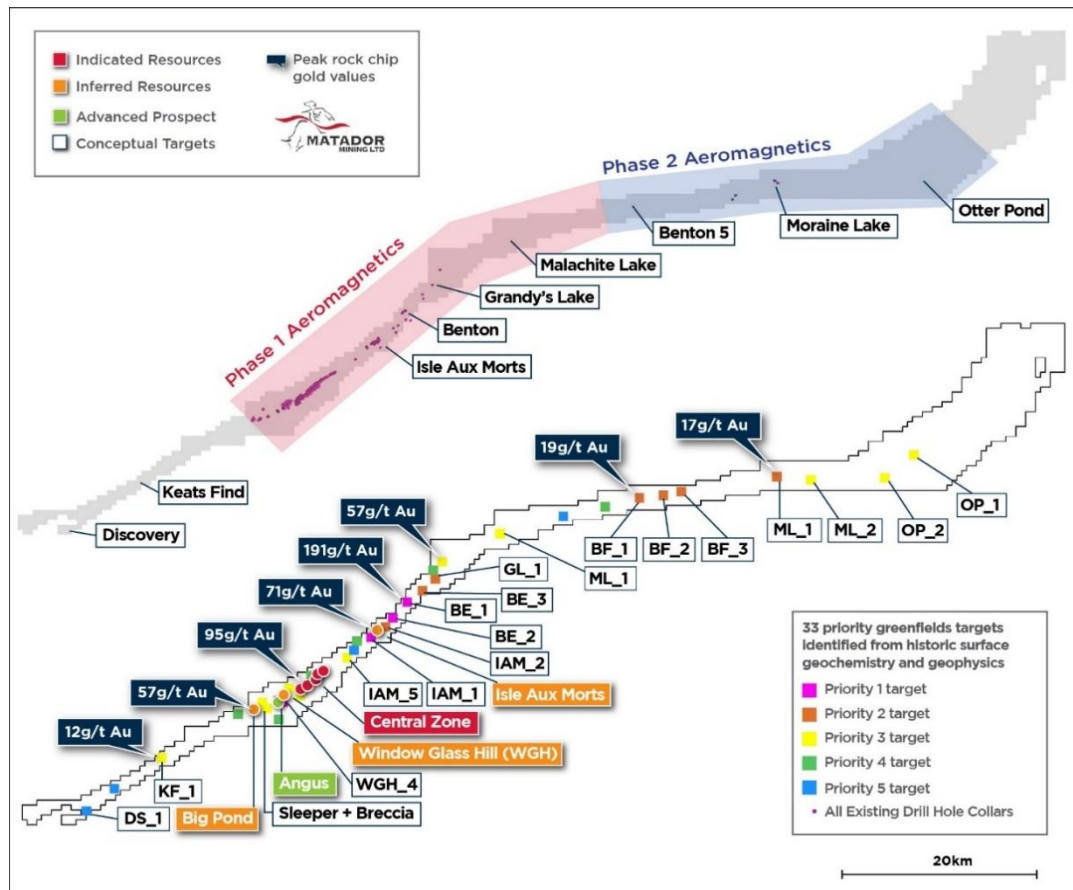 Indicated Resources
Inferred Resources
Advanced Prospect
Conceptual Targets
Peak rock chip
gold values
MATADOR
MINING LTD
Phase 2 Aeromagnetics
Phase 1 Aeromagnetics
Otter Pond
Moraine Lake
Benton 5
Malachite Lake
Grandy's Lake
Benton
Isle Aux Morts
Keats Find
Discovery
17g/t Au
19g/t Au
57g/t Au
191g/t Au
71g/t Au
95g/t Au
57g/t Au
12g/t Au
OP_1
OP_2
ML_2
ML_1
BF_3
BF_2
BF_1
ML_1
GL_1
BE_3
BE_1
BE_2
IAM_2
Isle Aux Morts
IAM_1
IAM_5
Central Zone
Window Glass Hill (WGH)
WGH_4
Angus
Sleeper + Breccia
Big Pond
KF_1
DS_1
33 priority greenfields targets
identified from historic surface
geochemistry and geophysics
Priority 1 target
Priority 2 target
Priority 3 target
Priority 4 target
Priority 5 target
All Existing Drill Hole Collars
20km